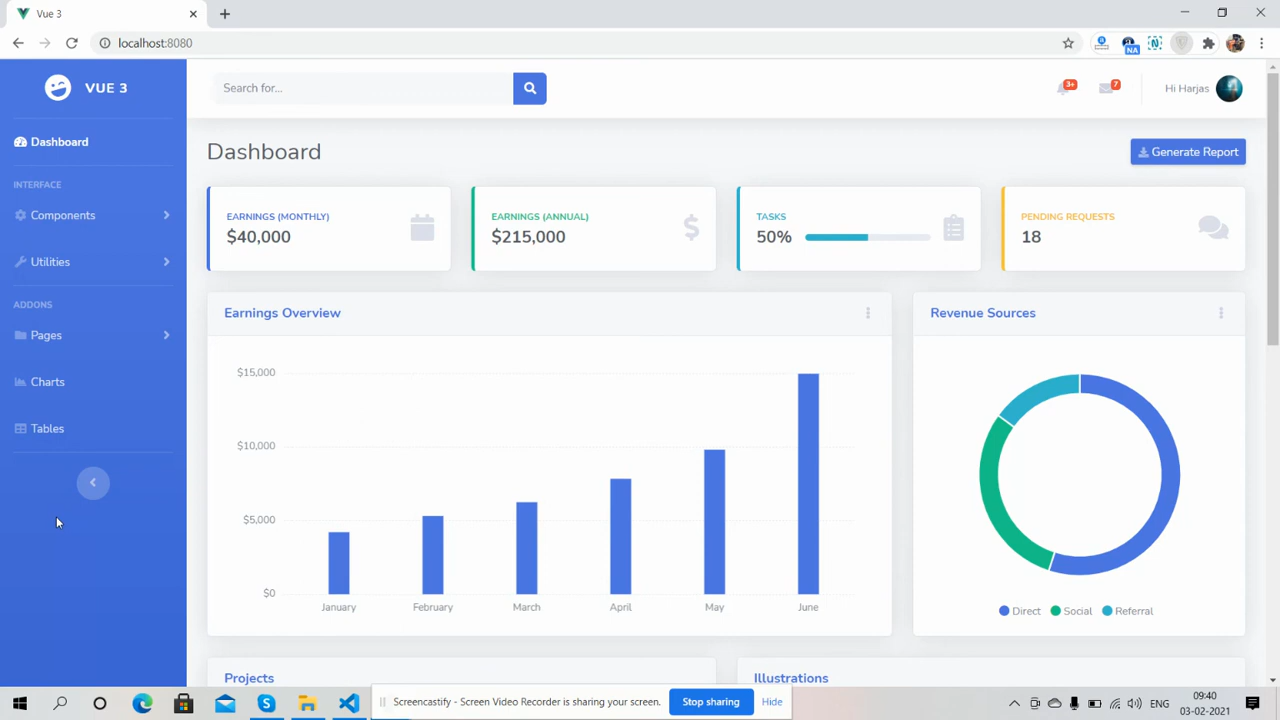 Vue 3
localhost:8080
NA
VUE 3
Search for...
3+
7
Hi Harjas
Dashboard
Dashboard
Generate Report
INTERFACE
Components
Utilities
ADDONS
Pages
Charts
Tables
EARNINGS (MONTHLY)
$40,000
EARNINGS (ANNUAL)
$215,000
TASKS
50%
PENDING REQUESTS
18
Earnings Overview
$15,000
$10,000
$5,000
$0
January February March April May June
Revenue Sources
Direct Social Referral
Projects
Illustrations
Screencastify - Screen Video Recorder is sharing your screen.
Stop sharing
Hide
ENG
09:40
03-02-2021